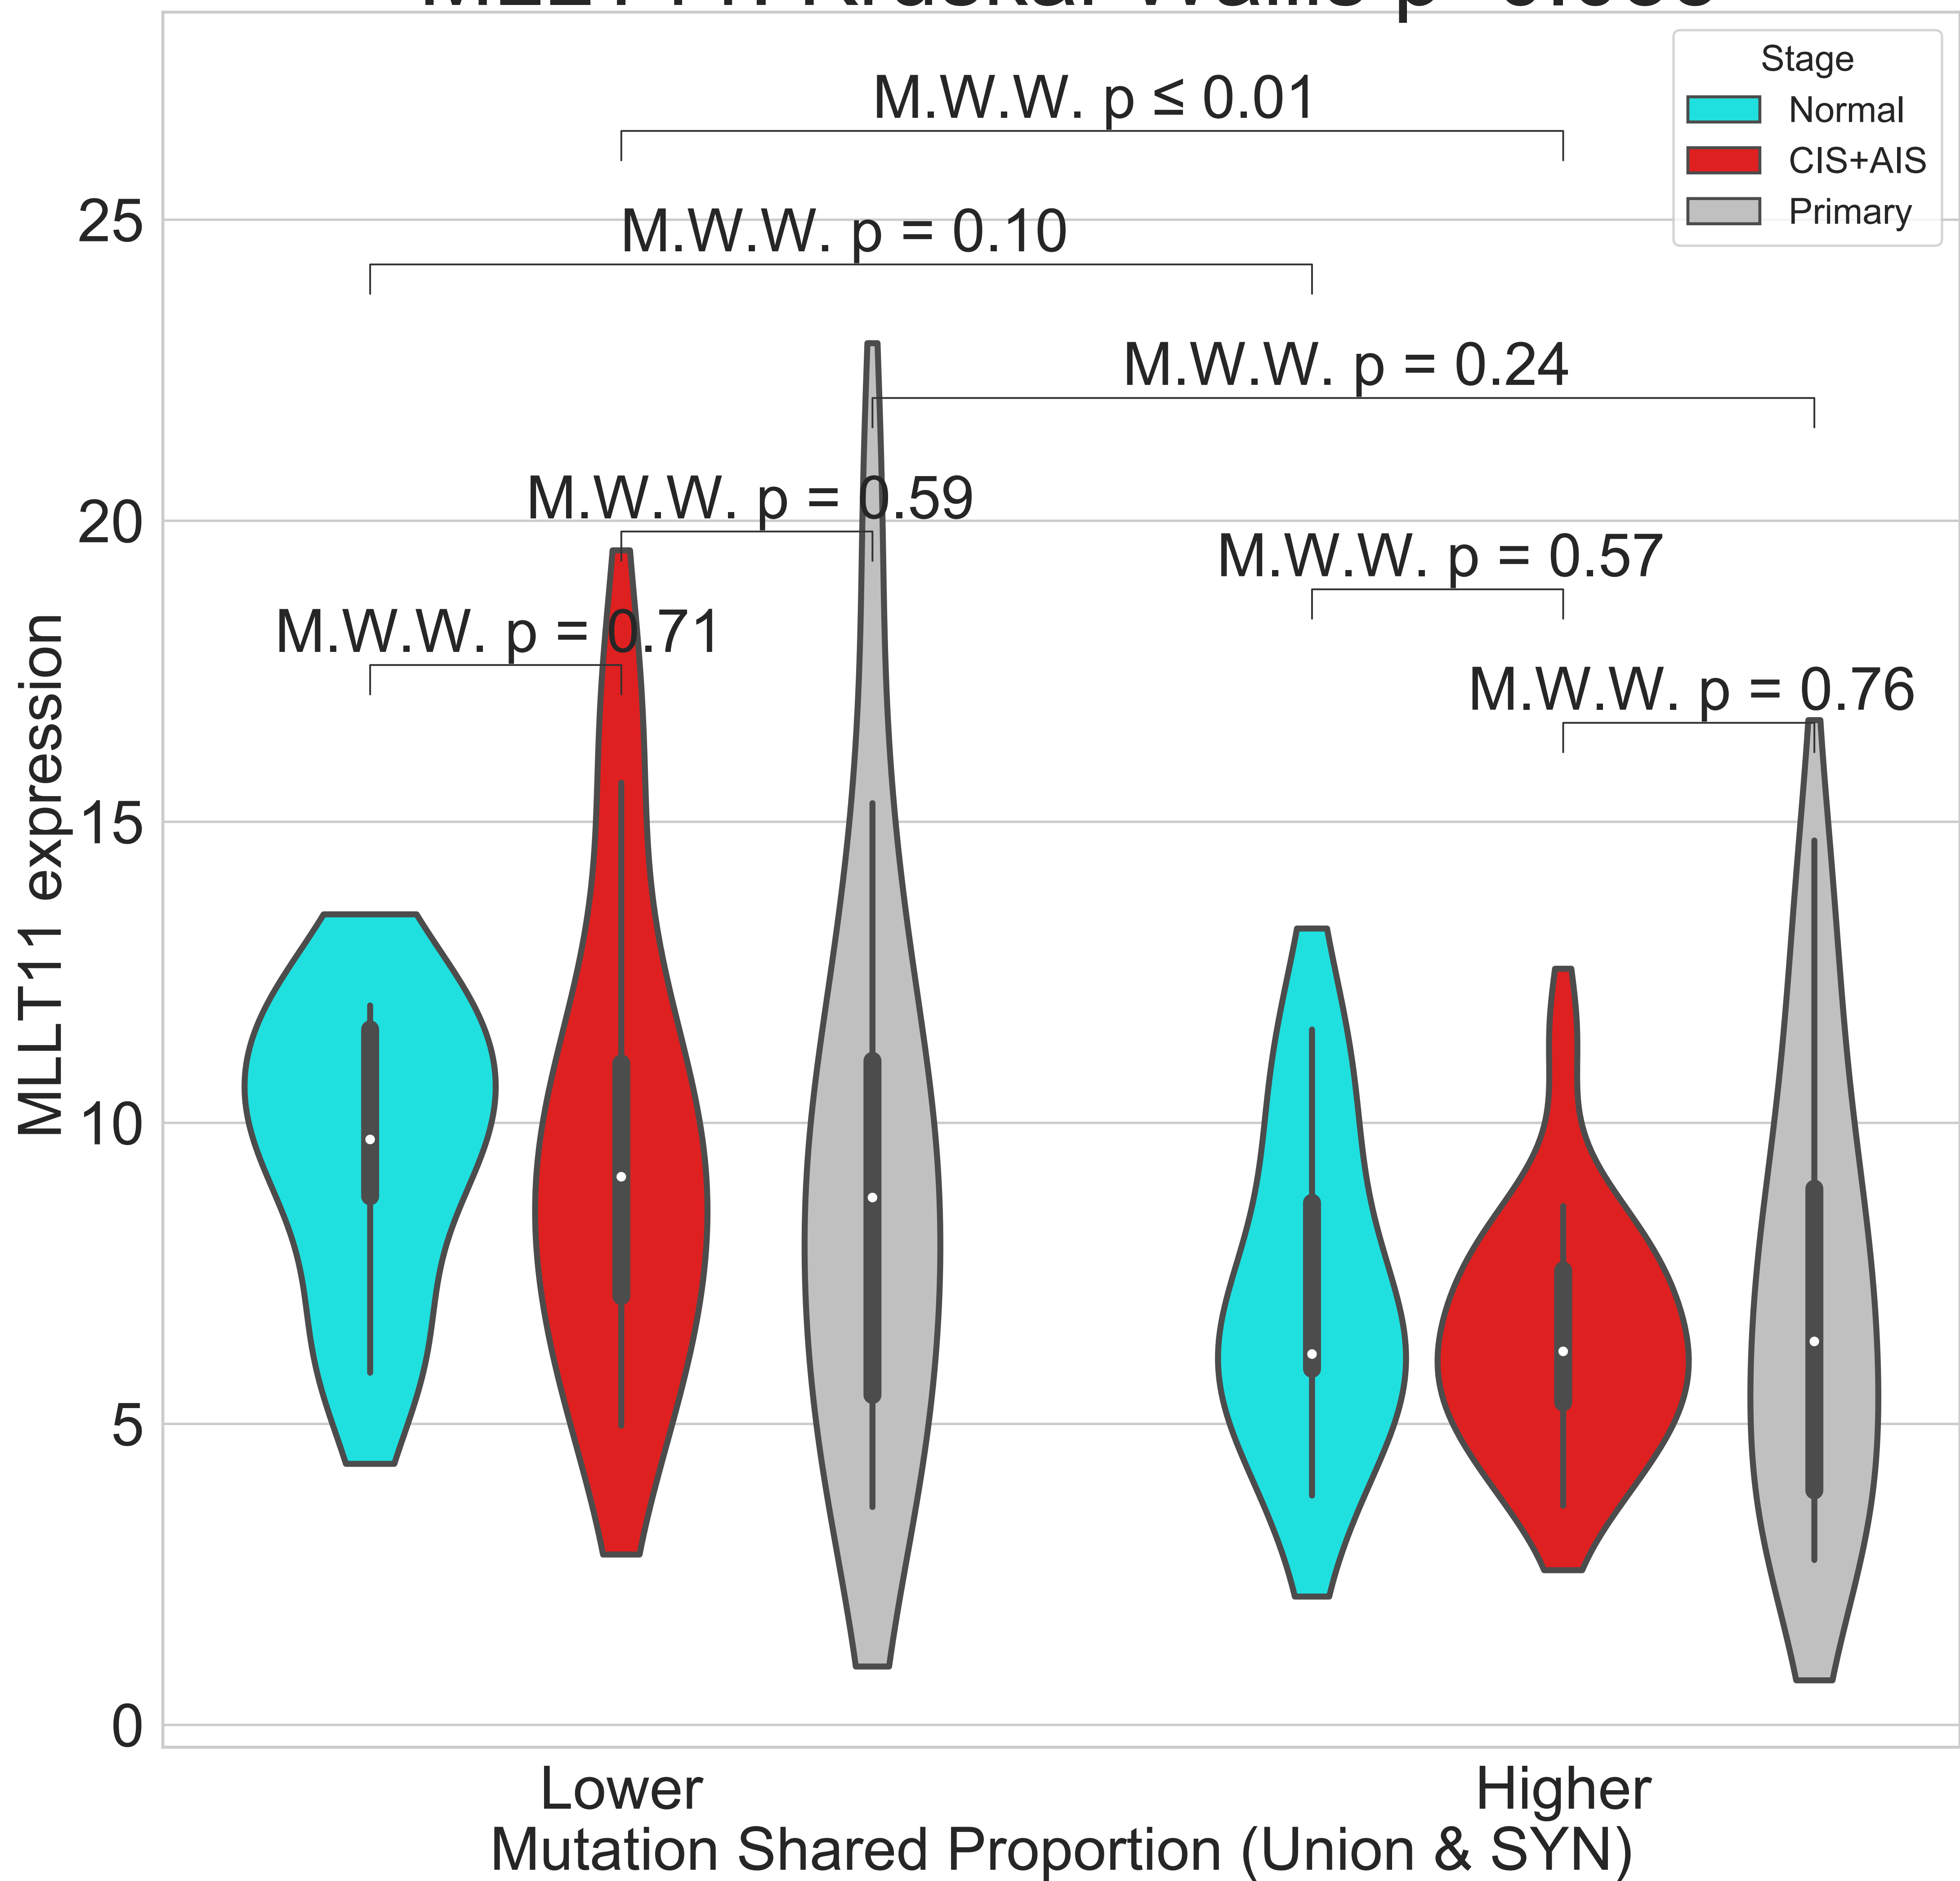 Stage
Normal
CIS+AIS
Primary
M.W.W. p ≤ 0.01
M.W.W. p = 0.10
M.W.W. p = 0.24
M.W.W. p = 0.59
M.W.W. p = 0.57
M.W.W. p = 0.71
M.W.W. p = 0.76
25
20
15
10
5
0
MLLT11 expression
Lower
Higher
Mutation Shared Proportion (Union & SYN)